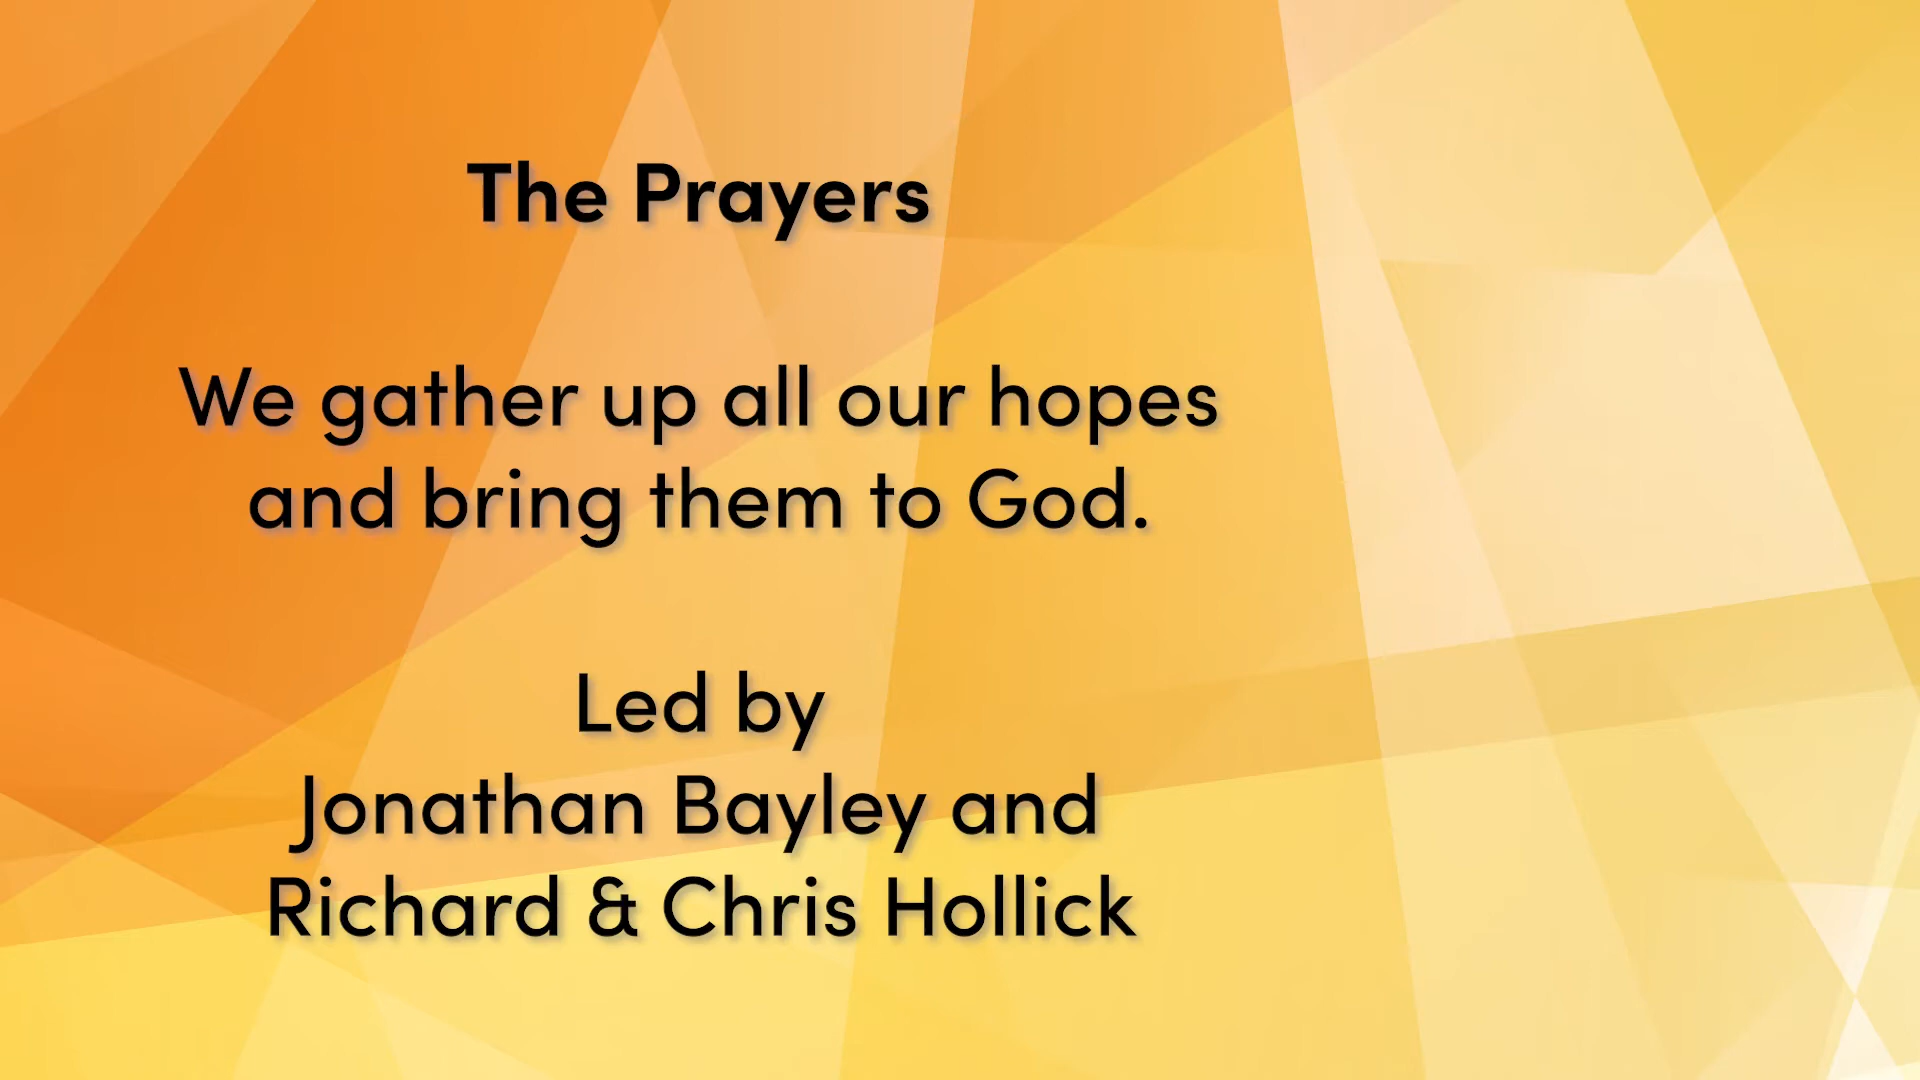 The Prayers
We gather up all our hopes
and bring them to God.
Led by
Jonathan Bayley and
Richard & Chris Hollick